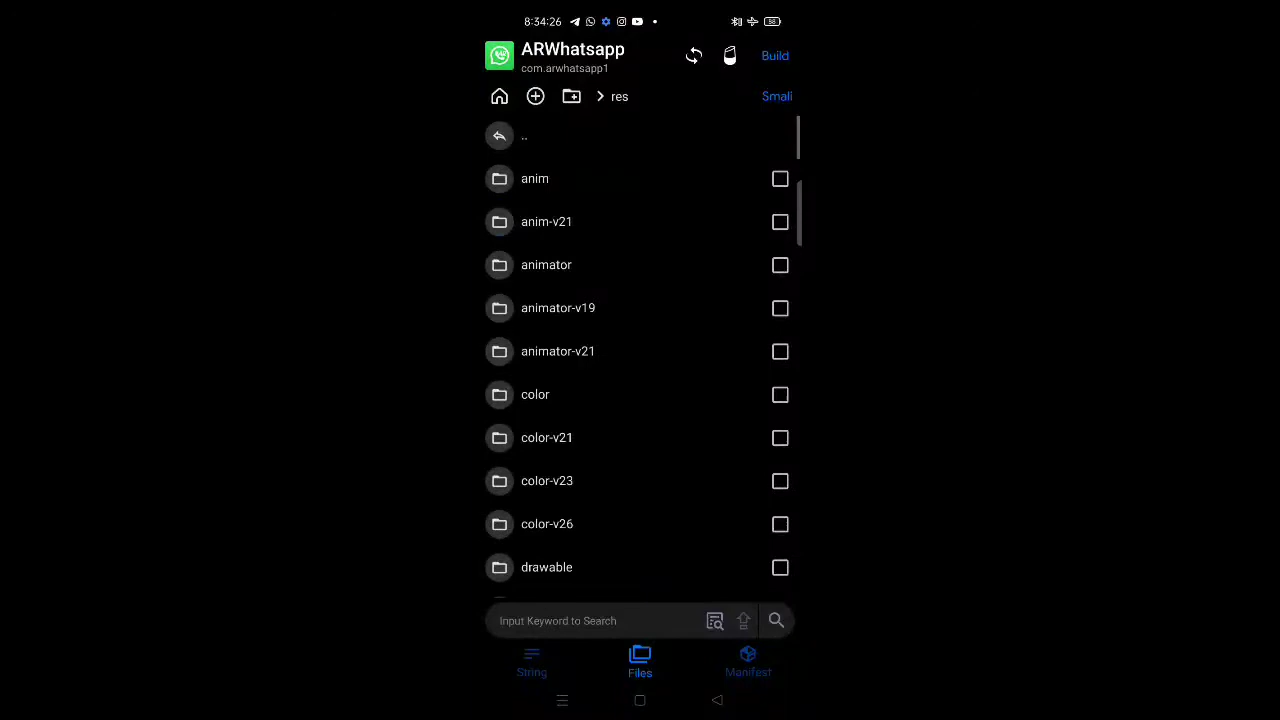 8:34:26
58
ARWhatsapp
com.arwhatsapp1
Build
res
Smali
..
anim
anim-v21
animator
animator-v19
animator-v21
color
color-v21
color-v23
color-v26
drawable
Input Keyword to Search
String
Files
Manifest